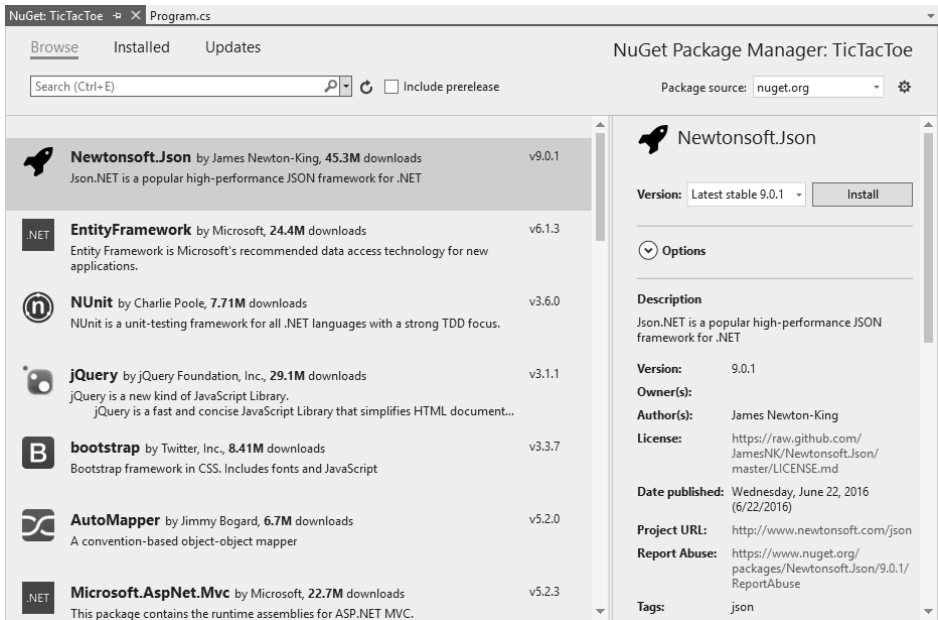 NuGet: TicTacToe Program.cs
Browse Installed Updates
NuGet Package Manager: TicTacToe
Search (Ctrl+E) Include prerelease
Package source: nuget.org
Newtonsoft.Json by James Newton-King, 45.3M downloads v9.0.1
Json.NET is a popular high-performance JSON framework for .NET
.NET
EntityFramework by Microsoft, 24.4M downloads v6.1.3
Entity Framework is Microsoft's recommended data access technology for new
applications.
n
NUnit by Charlie Poole, 7.71M downloads v3.6.0
NUnit is a unit-testing framework for all .NET languages with a strong TDD focus.
jQuery by jQuery Foundation, Inc., 29.1M downloads v3.1.1
jQuery is a new kind of JavaScript Library.
jQuery is a fast and concise JavaScript Library that simplifies HTML document...
B
bootstrap by Twitter, Inc., 8.41M downloads v3.3.7
Bootstrap framework in CSS. Includes fonts and JavaScript
AutoMapper by Jimmy Bogard, 6.7M downloads v5.2.0
A convention-based object-object mapper
.NET
Microsoft.AspNet.Mvc by Microsoft, 22.7M downloads v5.2.3
This package contains the runtime assemblies for ASP.NET MVC.
Newtonsoft.Json
Version: Latest stable 9.0.1 Install
Options
Description
Json.NET is a popular high-performance JSON
framework for .NET
Version: 9.0.1
Owner(s):
Author(s): James Newton-King
License: https://raw.github.com/
JamesNK/Newtonsoft.Json/
master/LICENSE.md
Date published: Wednesday, June 22, 2016
(6/22/2016)
Project URL: http://www.newtonsoft.com/json
Report Abuse: https://www.nuget.org/
packages/Newtonsoft.Json/9.0.1/
ReportAbuse
Tags: json